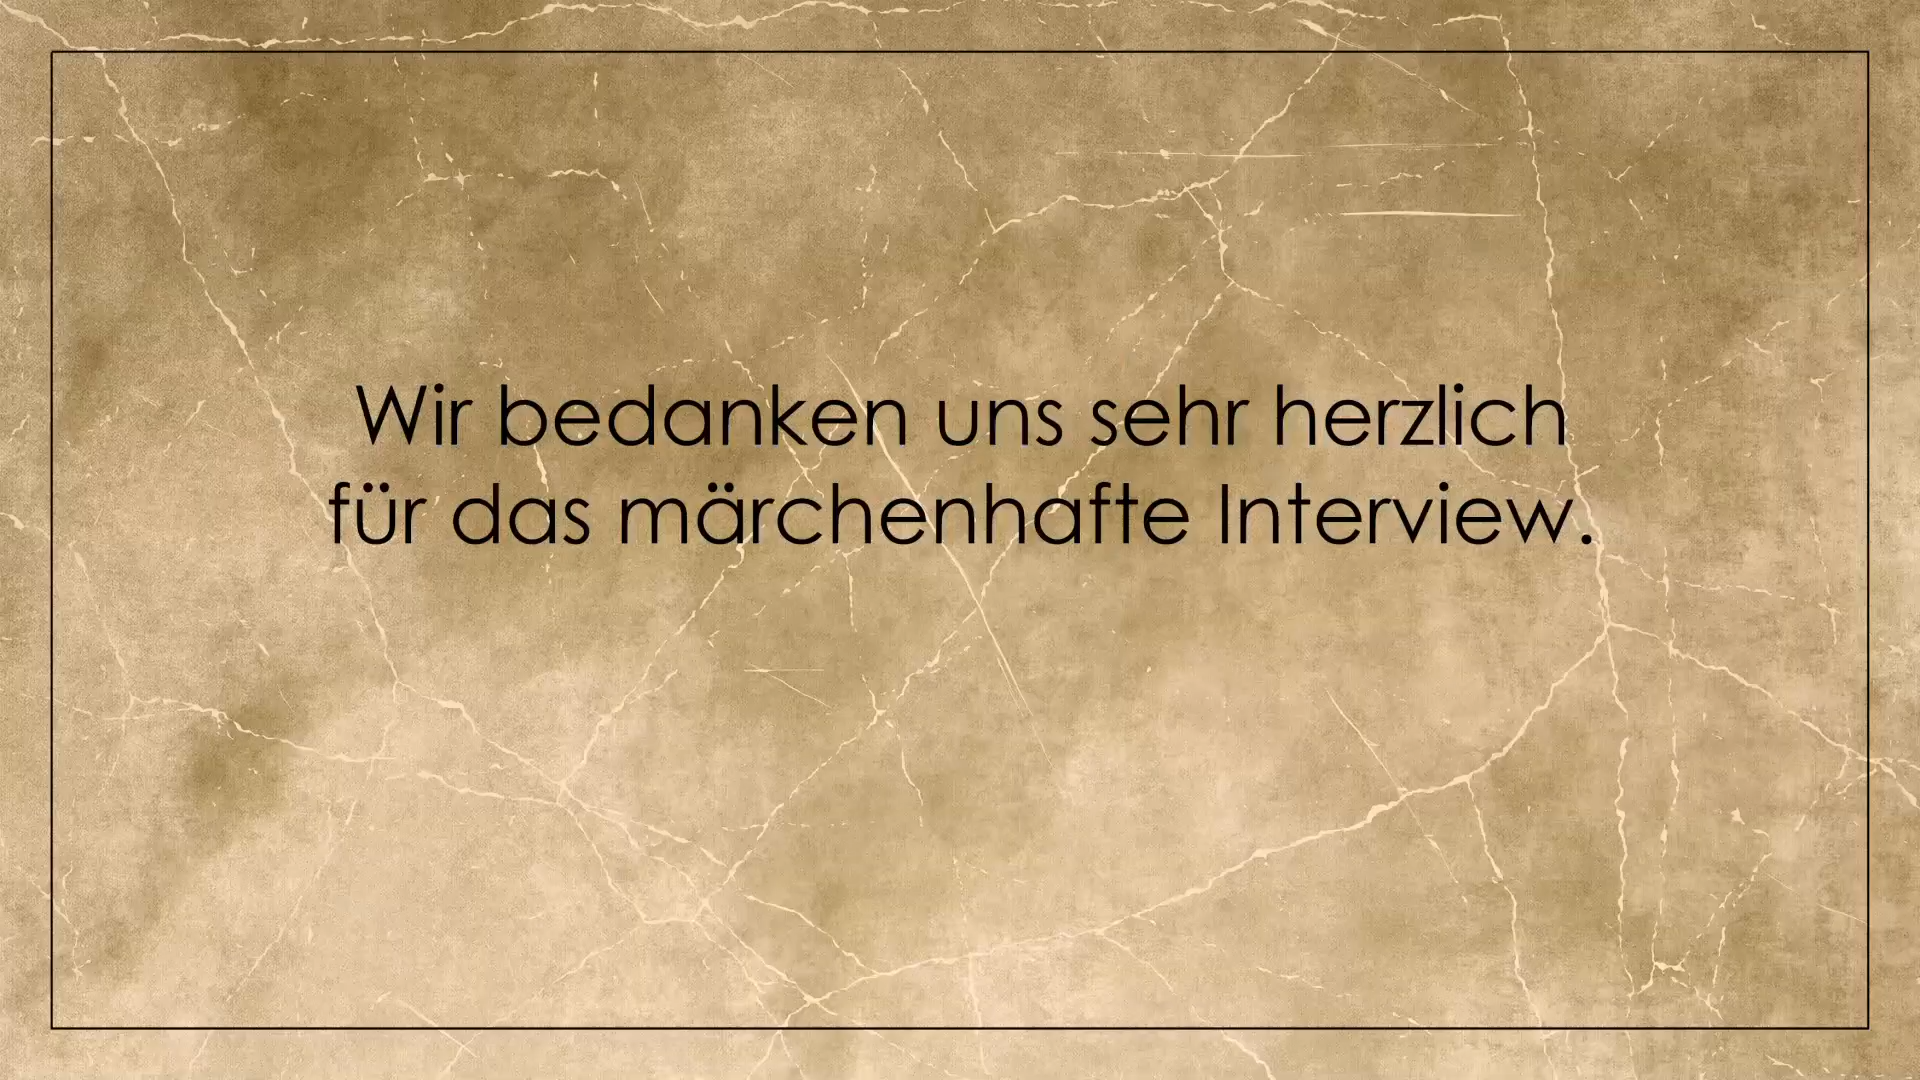 Wir bedanken uns sehr herzlich
für das märchenhafte Interview.